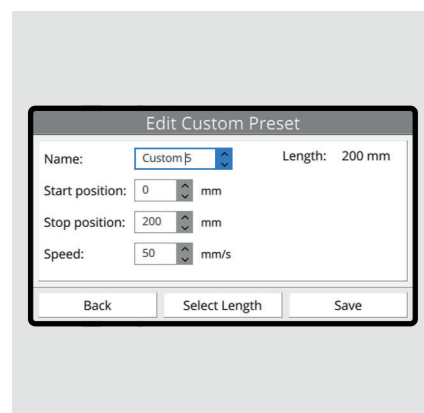 Edit Custom Preset
Name: Custom 5 Length: 200 mm
Start position: 0 mm
Stop position: 200 mm
Speed: 50 mm/s
Back Select Length Save